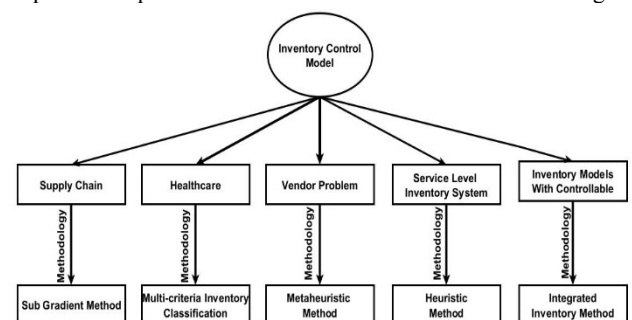 Inventory Control
Model
Supply Chain
Healthcare
Vendor Problem
Service Level
Inventory System
Inventory Models
With Controllable
Methodology
Methodology
Methodology
Methodology
Methodology
Sub Gradient Method
Multi-criteria Inventory
Classification
Metaheuristic
Method
Heuristic
Method
Integrated
Inventory Method